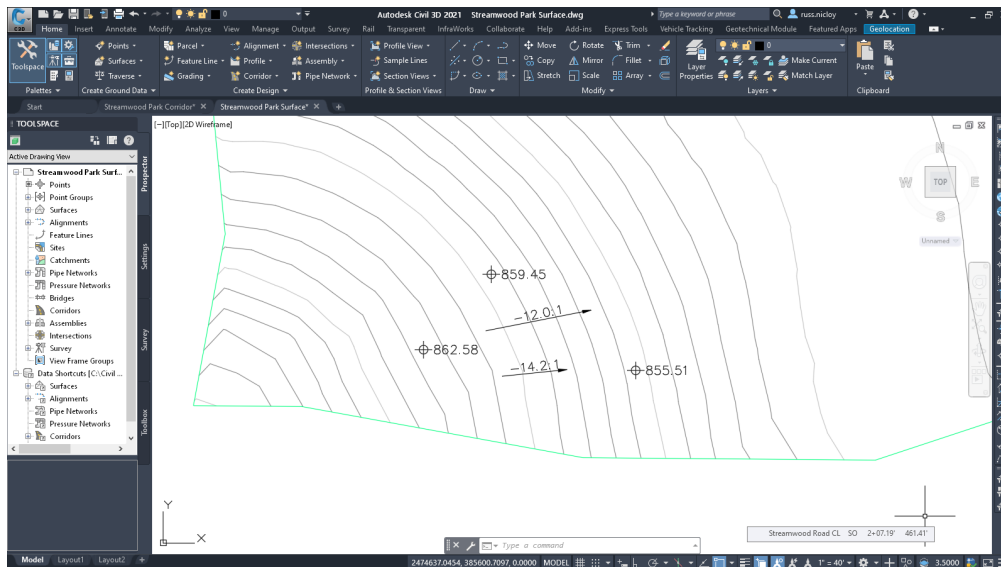 C3D
0
Autodesk Civil 3D 2021 Streamwood Park Surface.dwg
Type a keyword or phrase
russ.nicloy
Home Insert Annotate Modify Analyze View Manage Output Survey Rail Transparent InfraWorks Collaborate Help Add-ins Express Tools Vehicle Tracking Geotechnical Module Featured Apps Geolocation
Toolspace
Points
Surfaces
Traverse
Parcel
Feature Line
Grading
Alignment
Profile
Corridor
Intersections
Assembly
Pipe Network
Profile View
Sample Lines
Section Views
Move Rotate Trim
Copy Mirror Fillet
Stretch Scale Array
Layer Properties
0
Make Current
Match Layer
Paste
Palettes Create Ground Data Create Design Profile & Section Views Draw Modify Layers Clipboard
Start Streamwood Park Corridor* Streamwood Park Surface*
TOOLSPACE
Active Drawing View
Streamwood Park Surf...
Points
Point Groups
Surfaces
Alignments
Feature Lines
Sites
Catchments
Pipe Networks
Pressure Networks
Bridges
Corridors
Assemblies
Intersections
Survey
View Frame Groups
Data Shortcuts [C:\Civil ...
Surfaces
Alignments
Pipe Networks
Pressure Networks
Corridors
Prospector
Settings
Survey
Toolbox
[-][Top][2D Wireframe]
N
W TOP E
S
Unnamed
859.45
-12.0:1
862.58
-14.2:1
855.51
Y
X
Streamwood Road CL SO 2+07.19' 461.41'
Type a command
Model Layout1 Layout2 +
2474637.0454, 385600.7097, 0.0000 MODEL 1" = 40' 3.5000